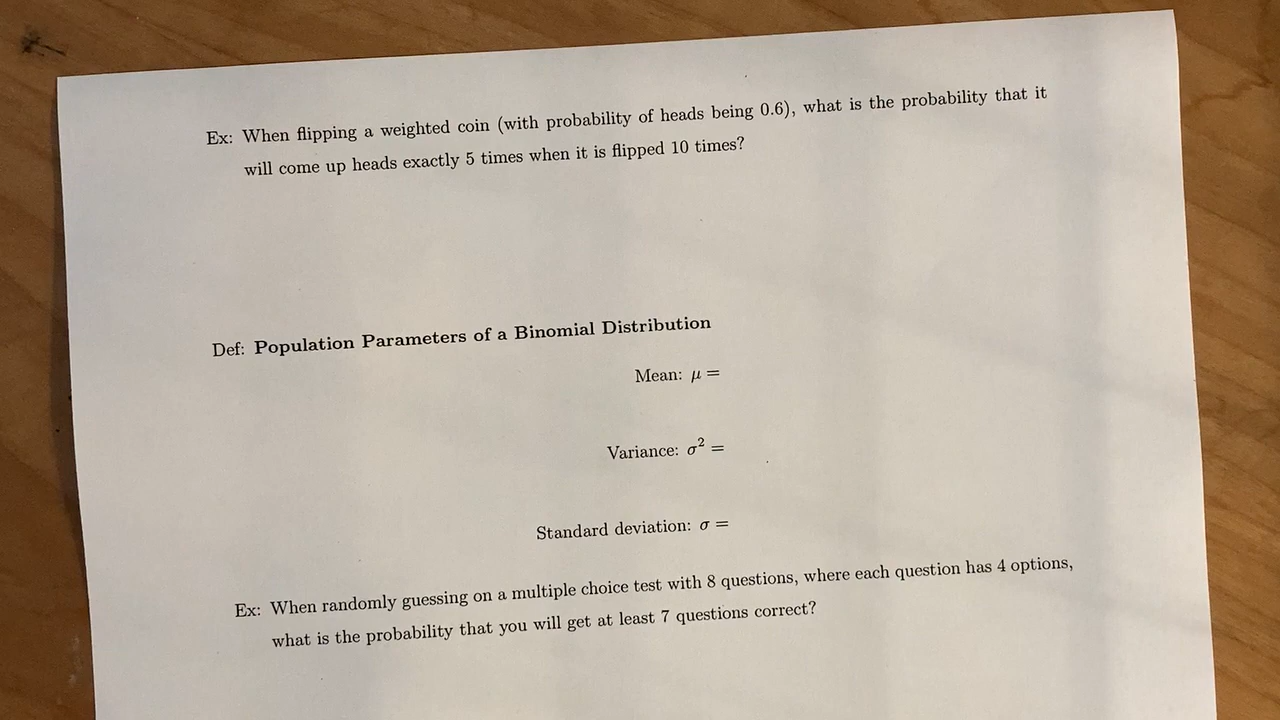 Ex: When flipping a weighted coin (with probability of heads being 0.6), what is the probability that it
will come up heads exactly 5 times when it is flipped 10 times?
Def: Population Parameters of a Binomial Distribution
Mean: μ =
Variance: σ² =
Standard deviation: σ =
Ex: When randomly guessing on a multiple choice test with 8 questions, where each question has 4 options,
what is the probability that you will get at least 7 questions correct?